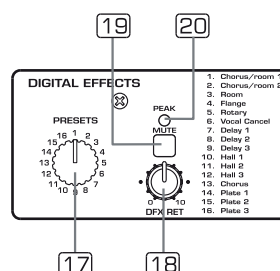 19
20
DIGITAL EFFECTS
PEAK
MUTE
PRESETS
1
2
3
4
5
6
7
8
9
10
11
12
13
14
15
16
0
10
DFX RET
1. Chorus/room 1
2. Chorus/room 2
3. Room
4. Flange
5. Rotary
6. Vocal Cancel
7. Delay 1
8. Delay 2
9. Delay 3
10. Hall 1
11. Hall 2
12. Hall 3
13. Chorus
14. Plate 1
15. Plate 2
16. Plate 3
17
18